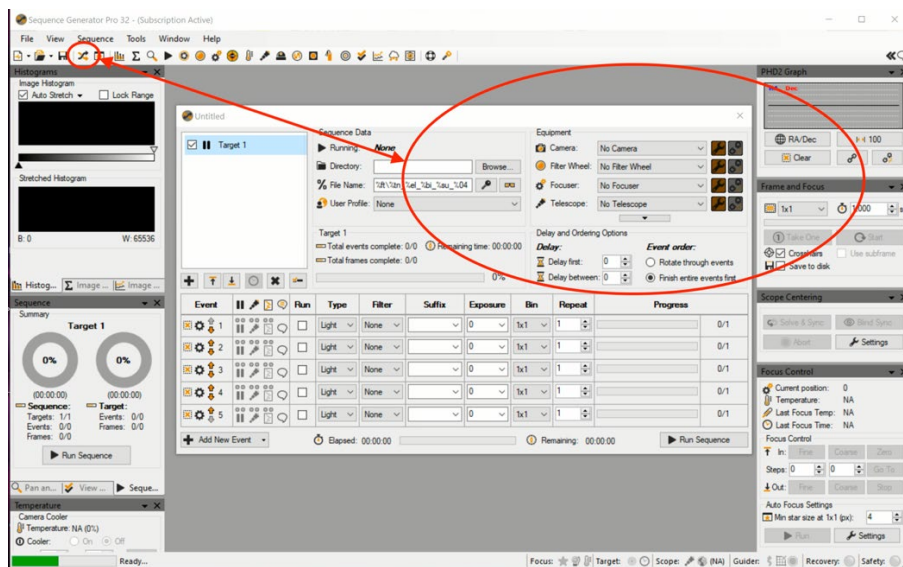 Sequence Generator Pro 32 - (Subscription Active)
File View Sequence Tools Window Help
Histograms
Image Histogram
Auto Stretch Lock Range
Stretched Histogram
B: 0 W: 65536
Histog... Image ... Image ...
Sequence
Summary
Target 1
0% 0%
(00:00:00) (00:00:00)
Sequence: Target:
Targets: 1/1 Events: 0/0
Events: 0/0 Frames: 0/0
Frames: 0/0
Run Sequence
Pan an... View ... Seque...
Temperature
Camera Cooler
Temperature: NA (0%)
Cooler: On Off
Ready...
Untitled
Target 1
Sequence Data
Running: None
Directory: Browse...
File Name:
User Profile: None
Target 1
Total events complete: 0/0 Remaining time: 00:00:00
Total frames complete: 0/0
0%
Equipment
Camera: No Camera
Filter Wheel: No Filter Wheel
Focuser: No Focuser
Telescope: No Telescope
Delay and Ordering Options
Delay: Event order:
Delay first: 0 Rotate through events
Delay between: 0 Finish entire events first
Event Run Type Filter Suffix Exposure Bin Repeat Progress
1 Light None 0 1x1 1 0/1
2 Light None 0 1x1 1 0/1
3 Light None 0 1x1 1 0/1
4 Light None 0 1x1 1 0/1
5 Light None 0 1x1 1 0/1
Add New Event Elapsed: 00:00:00 Remaining: 00:00:00 Run Sequence
PHD2 Graph
Dec
RA/Dec 100
Clear
Frame and Focus
1x1
Take One Start
Crosshairs Use subframe
Save to disk
Scope Centering
Solve & Sync Blind Sync
Abort Settings
Focus Control
Current position: 0
Temperature: NA
Last Focus Temp: NA
Last Focus Time: NA
Focus Control
In: Fine Coarse Zero
Steps: 0 0 Go To
Out: Fine Coarse Stop
Auto Focus Settings
Min star size at 1x1 (px): 4
Run Settings
Focus: Target: Scope: (NA) Guider: Recovery: Safety: